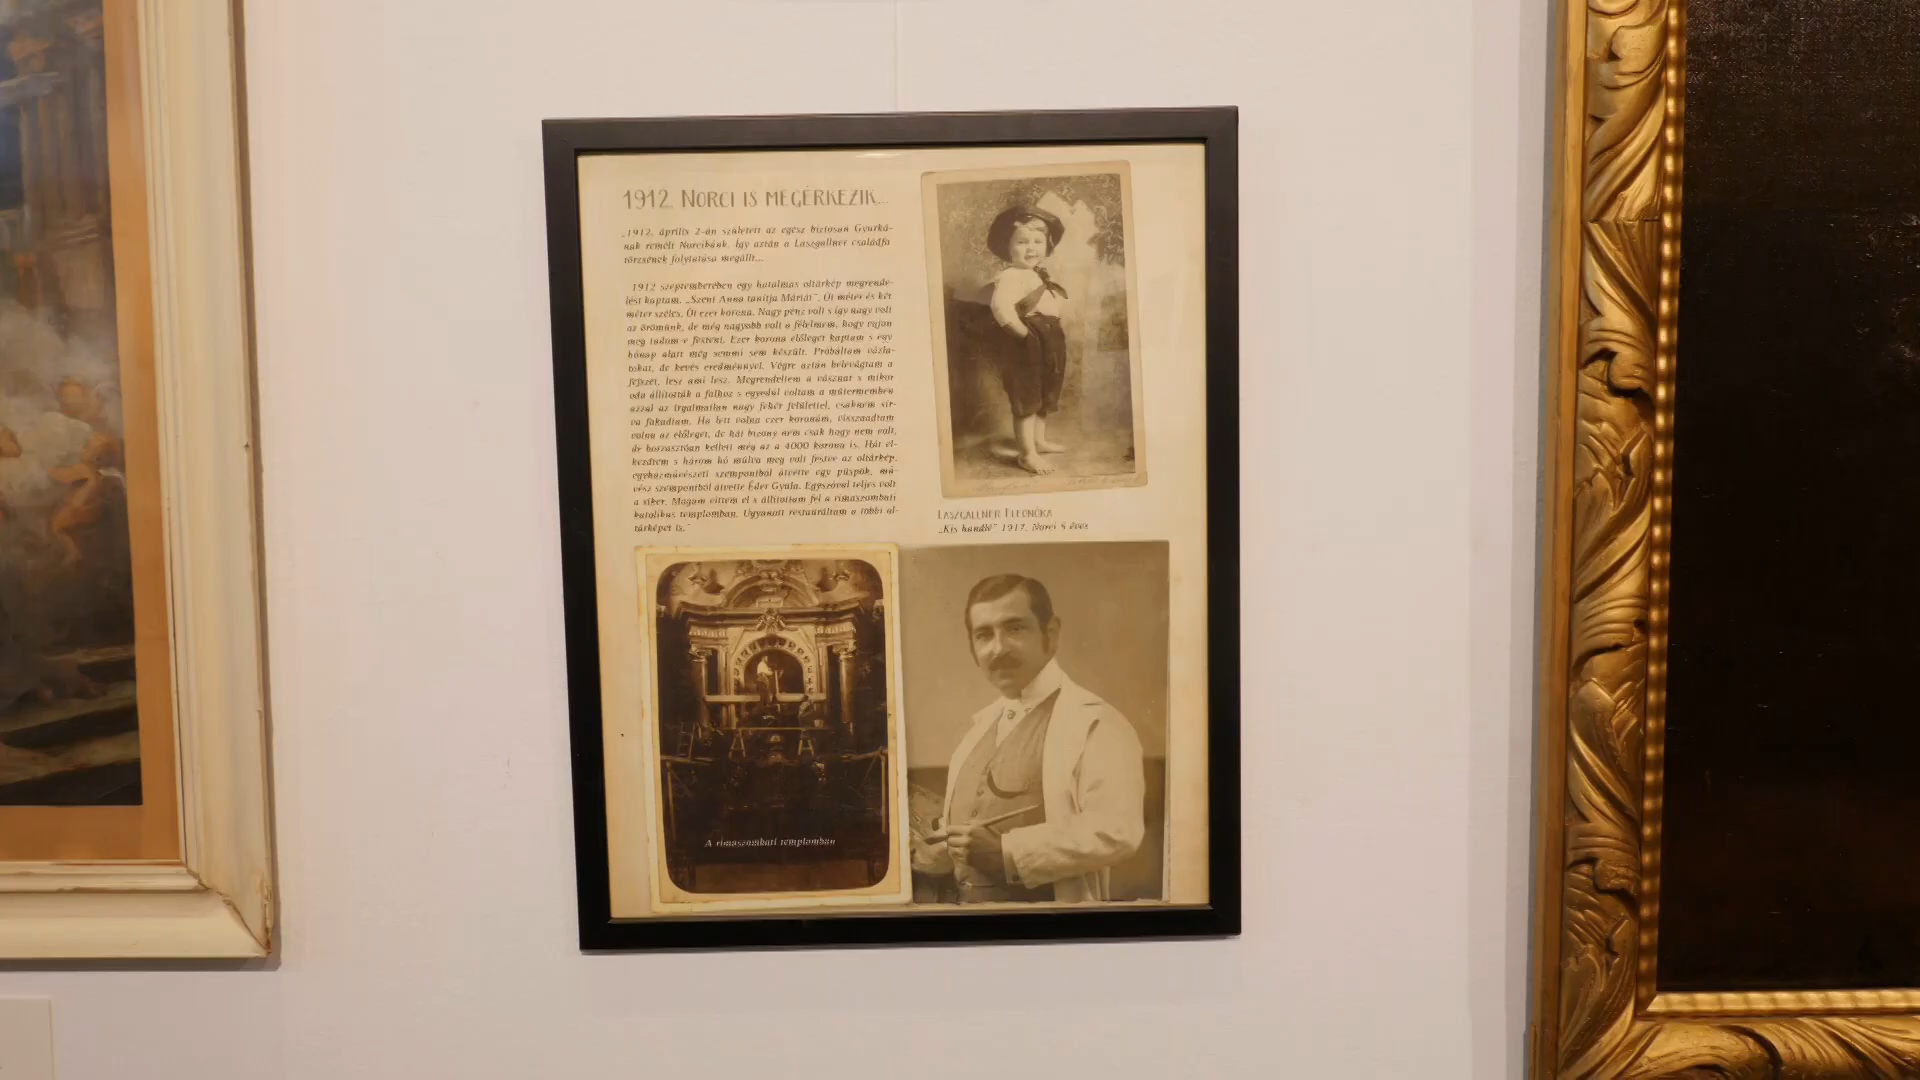 1912. NORCI IS MEGÉRKEZIK...
„1912. április 2-án született az egész biztosan Gyurká-
nak remélt Norcibánk. Így aztán a Laszgallner családfa
törzsének folytatása megállt...
1912 szeptemberében egy hatalmas oltárkép megrende-
lést kaptam. „Szent Anna tanítja Máriát”. Öt méter és két
méter széles. Öt ezer korona. Nagy pénz volt s így nagy volt
az örömünk, de még nagyobb volt a félelmem, hogy vajon
meg tudom-e festeni. Ezer korona előleget kaptam s egy
hónap alatt még semmi sem készült. Próbáltam vázla-
tokat, de kevés eredménnyel. Végre aztán belevágtam a
fejszét, lesz ami lesz. Megrendeltem a vásznat s mikor
oda állították a falhoz s egyedül voltam a műtermemben
azzal az irgalmatlan nagy fehér felülettel, csaknem sír-
va fakadtam. Ha lett volna ezer koronám, visszaadtam
volna az előleget, de hát bizony nem csak hogy nem volt,
de borzasztóan kellett még az a 4000 korona is. Hát el-
kezdtem s három hó múlva meg volt festve az oltárkép,
egyházművészeti szempontból átvette egy püspök, mű-
vész szempontból átvette Éder Gyula. Egyszóval teljes volt
a siker. Magam vittem el s állítottam fel a rimaszombati
katolikus templomban. Ugyanott restauráltam a többi ol-
tárképet is.”
LASZGALLNER ELEONÓRA
„Kis handlé” 1917. Norci 5 éves
A rimaszombati templomban